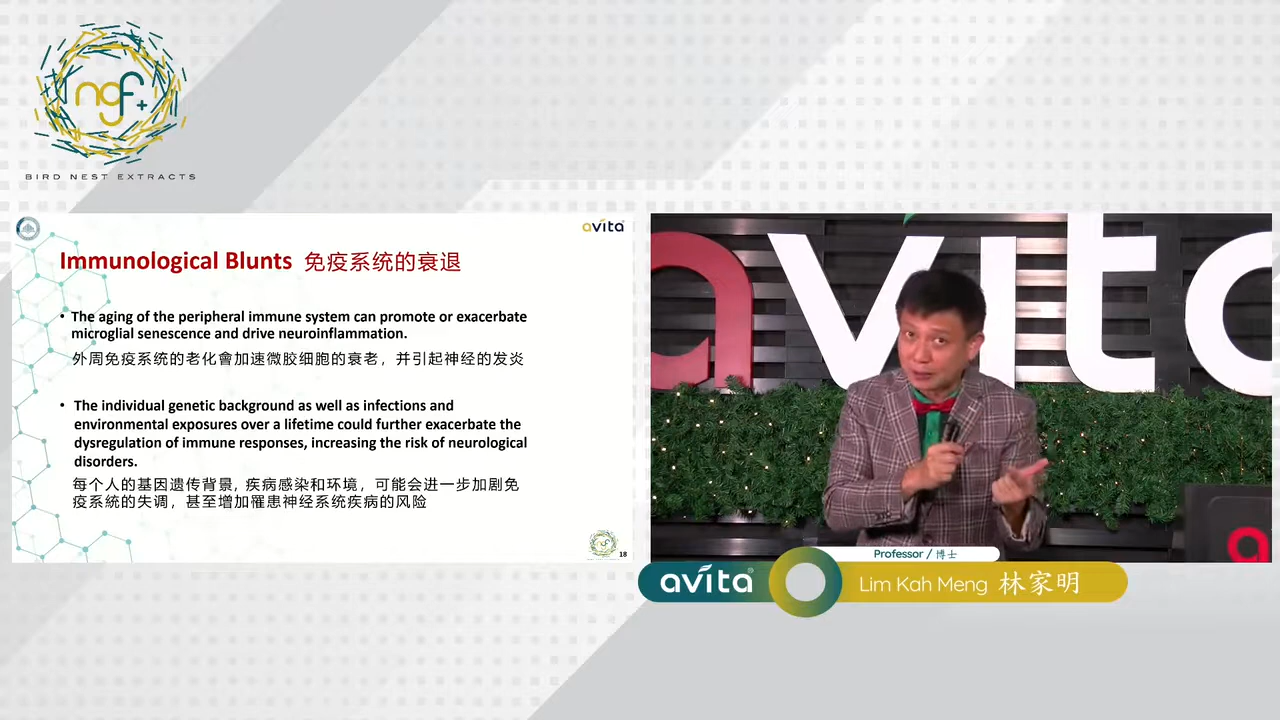 ngf+
BIRD NEST EXTRACTS
avita
Immunological Blunts 免疫系统的衰退
• The aging of the peripheral immune system can promote or exacerbate
microglial senescence and drive neuroinflammation.
外周免疫系统的老化會加速微胶细胞的衰老，并引起神经的发炎
• The individual genetic background as well as infections and
environmental exposures over a lifetime could further exacerbate the
dysregulation of immune responses, increasing the risk of neurological
disorders.
每个人的基因遗传背景, 疾病感染和环境，可能会进一步加剧免
疫系統的失调，甚至增加罹患神经系统疾病的风险
18
avita
a
Professor / 博士
avita®
Lim Kah Meng 林家明